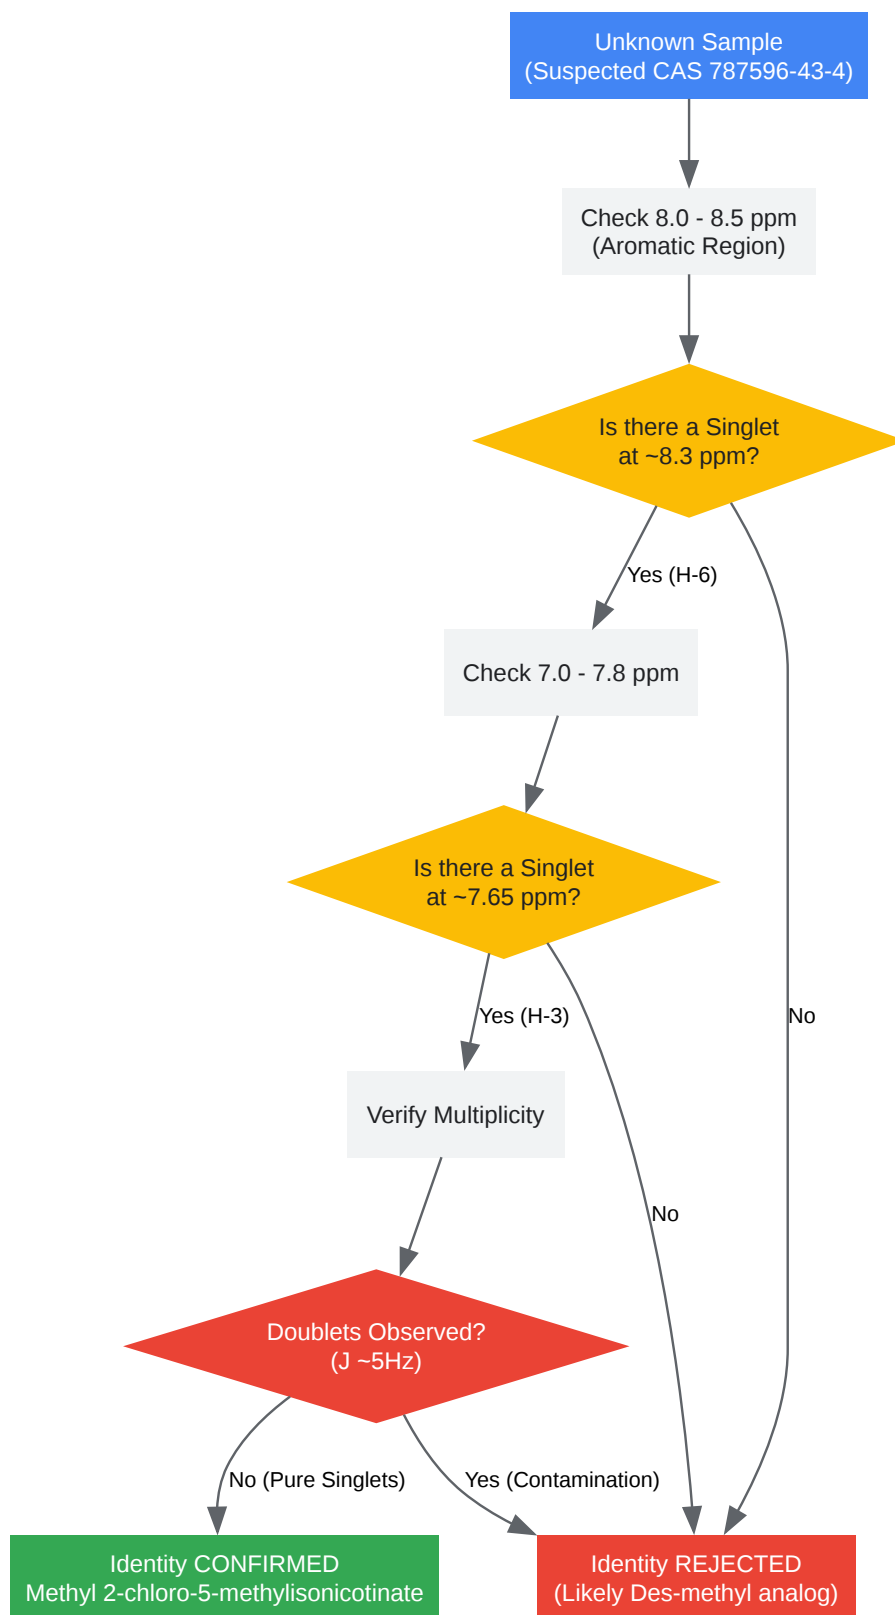 Unknown Sample
(Suspected CAS 787596-43-4)
Check 8.0 - 8.5 ppm
(Aromatic Region)
Is there a Singlet
at ~8.3 ppm?
Yes (H-6)
Check 7.0 - 7.8 ppm
Is there a Singlet
at ~7.65 ppm?
Yes (H-3)
No
Verify Multiplicity
No
Doublets Observed?
(J ~5Hz)
No (Pure Singlets)
Yes (Contamination)
Identity CONFIRMED
Methyl 2-chloro-5-methylisonicotinate
Identity REJECTED
(Likely Des-methyl analog)